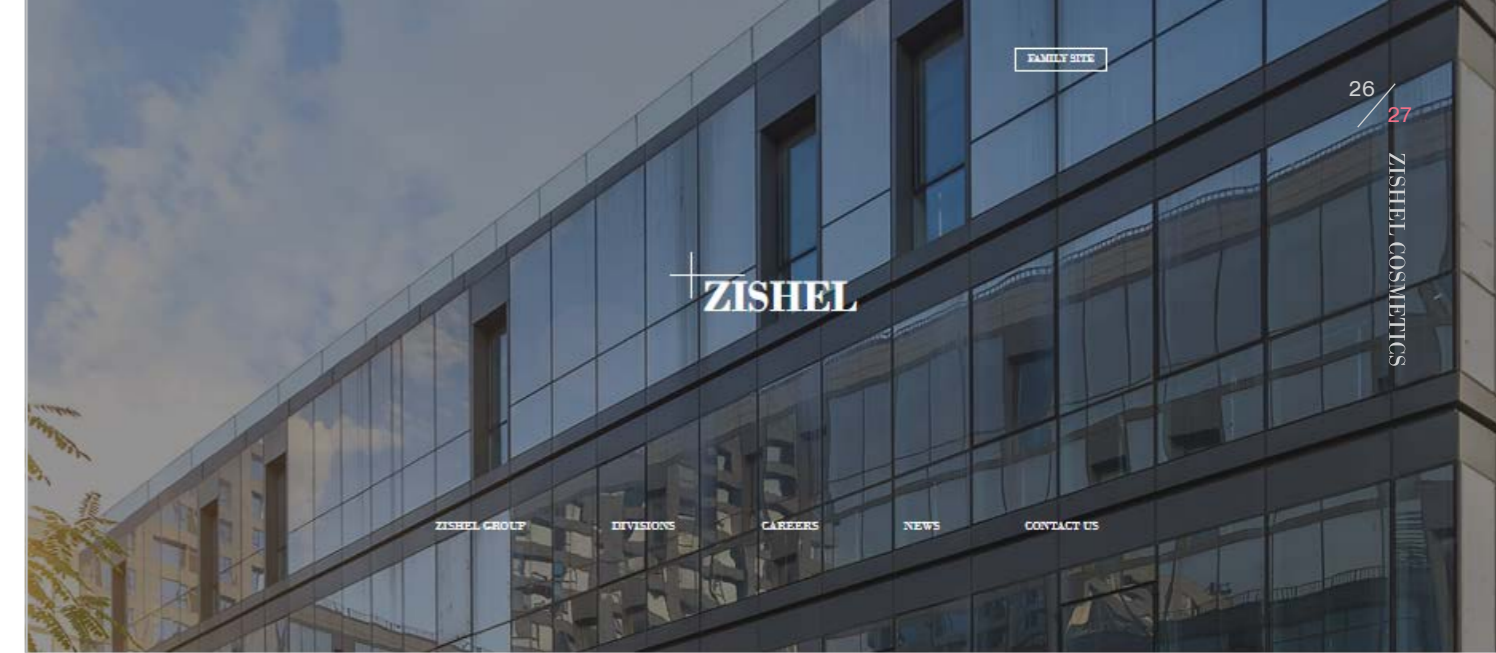 FAMILY SITE
26
27
ZISHEL COSMETICS
ZISHEL
ZISHEL GROUP
DIVISIONS
CAREERS
NEWS
CONTACT US